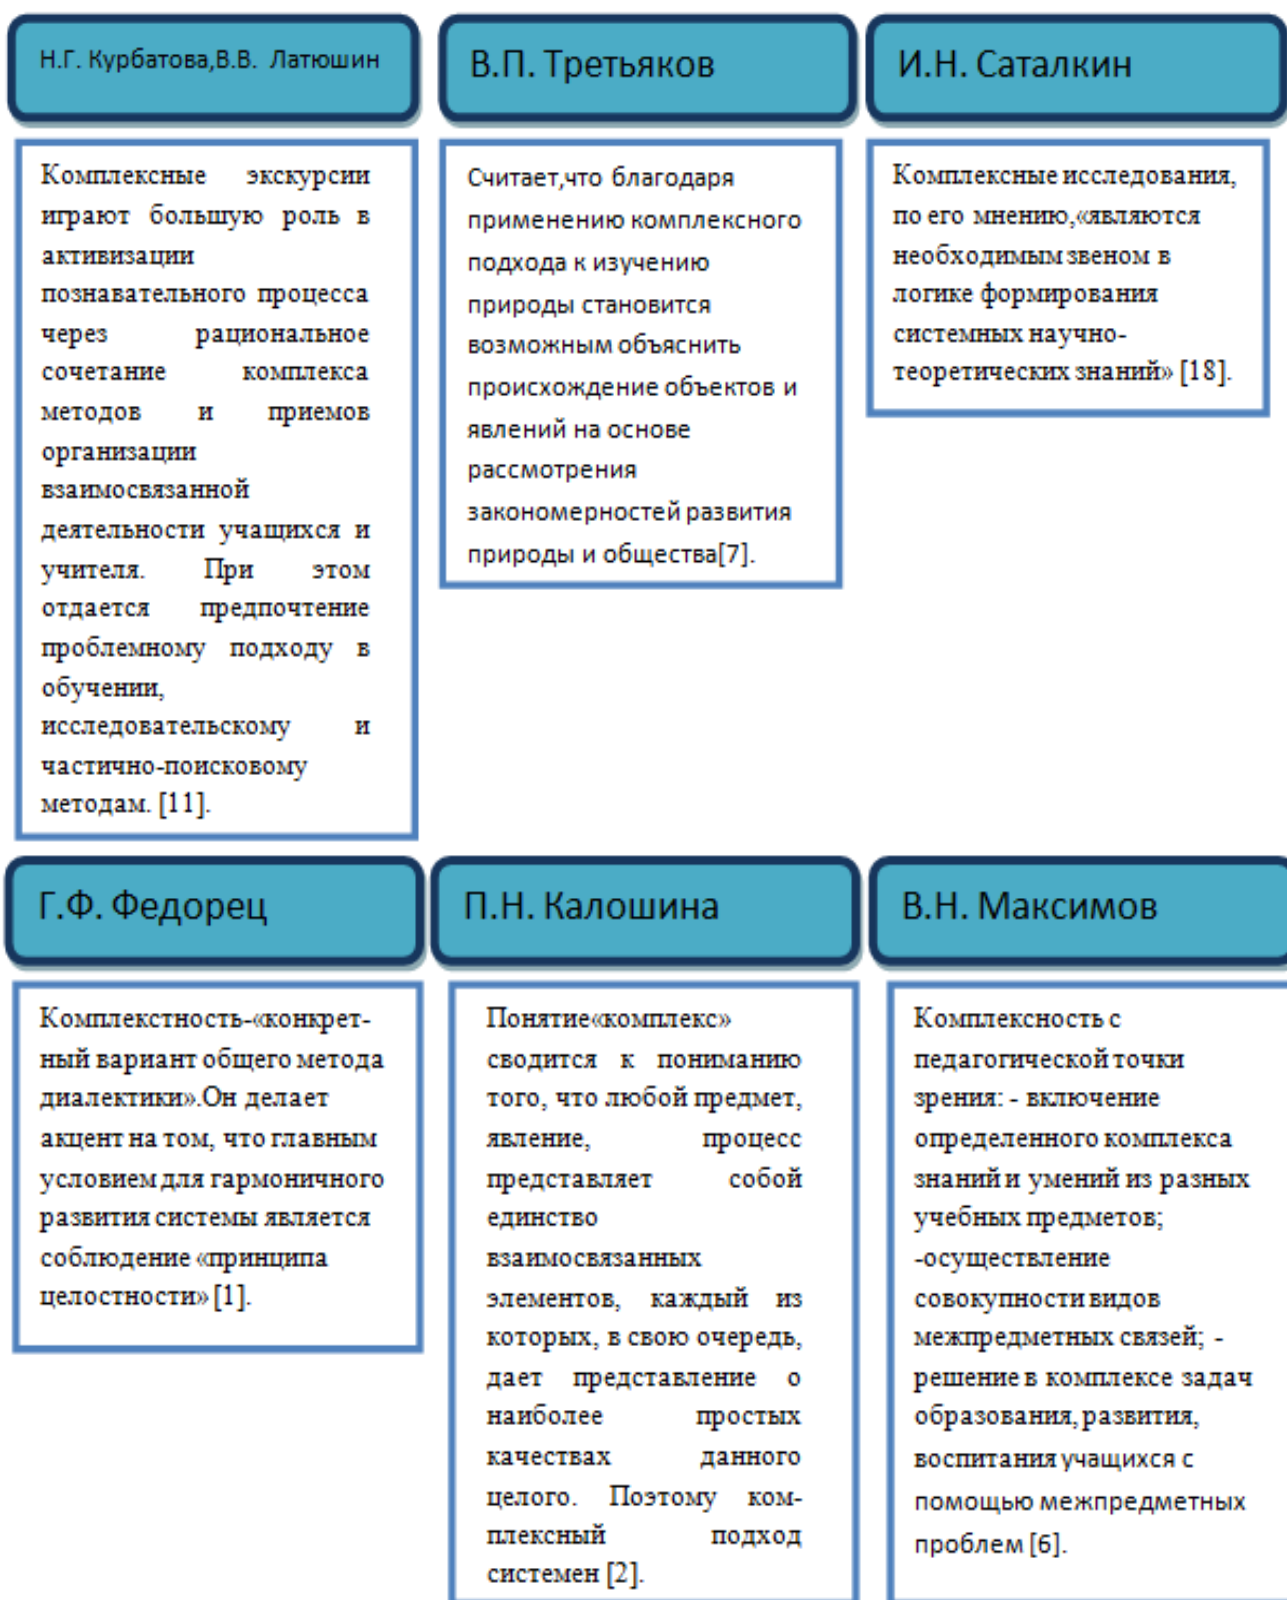 Н.Г. Курбатова,В.В. Латюшин
Комплексные экскурсии
играют большую роль в
активизации
познавательного процесса
через рациональное
сочетание комплекса
методов и приемов
организации
взаимосвязанной
деятельности учащихся и
учителя. При этом
отдается предпочтение
проблемному подходу в
обучении,
исследовательскому и
частично-поисковому
методам. [11].
В.П. Третьяков
Считает,что благодаря
применению комплексного
подхода к изучению
природы становится
возможным объяснить
происхождение объектов и
явлений на основе
рассмотрения
закономерностей развития
природы и общества[7].
И.Н. Саталкин
Комплексные исследования,
по его мнению,«являются
необходимым звеном в
логике формирования
системных научно-
теоретических знаний» [18].
Г.Ф. Федорец
Комплекстность-«конкрет-
ный вариант общего метода
диалектики».Он делает
акцент на том, что главным
условием для гармоничного
развития системы является
соблюдение «принципа
целостности» [1].
П.Н. Калошина
Понятие«комплекс»
сводится к пониманию
того, что любой предмет,
явление, процесс
представляет собой
единство
взаимосвязанных
элементов, каждый из
которых, в свою очередь,
дает представление о
наиболее простых
качествах данного
целого. Поэтому ком-
плексный подход
системен [2].
В.Н. Максимов
Комплексность с
педагогической точки
зрения: - включение
определенного комплекса
знаний и умений из разных
учебных предметов;
-осуществление
совокупности видов
межпредметных связей; -
решение в комплексе задач
образования, развития,
воспитания учащихся с
помощью межпредметных
проблем [6].